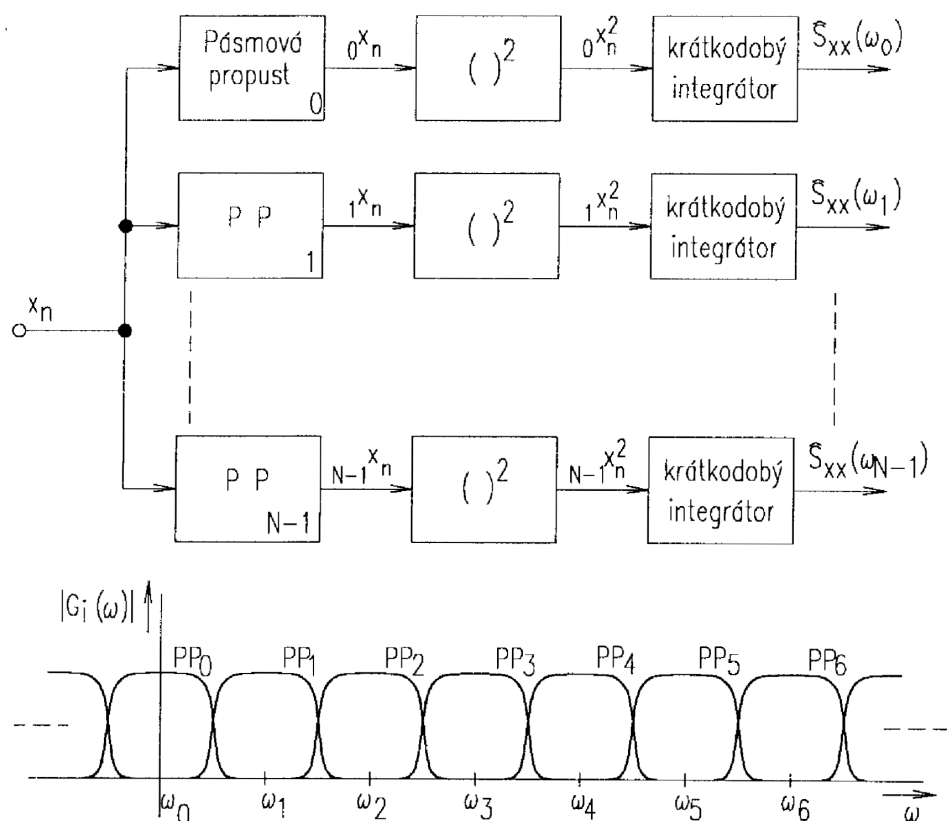 Pásmová propust 0
₀xₙ
( )²
₀xₙ²
krátkodobý integrátor
Ŝxx(ω₀)
P P 1
₁xₙ
( )²
₁xₙ²
krátkodobý integrátor
Ŝxx(ω₁)
xₙ
P P N-1
N-1xₙ
( )²
N-1xₙ²
krátkodobý integrátor
Ŝxx(ωN-1)
|Gi(ω)|
PP₀ PP₁ PP₂ PP₃ PP₄ PP₅ PP₆
ω₀ ω₁ ω₂ ω₃ ω₄ ω₅ ω₆ ω